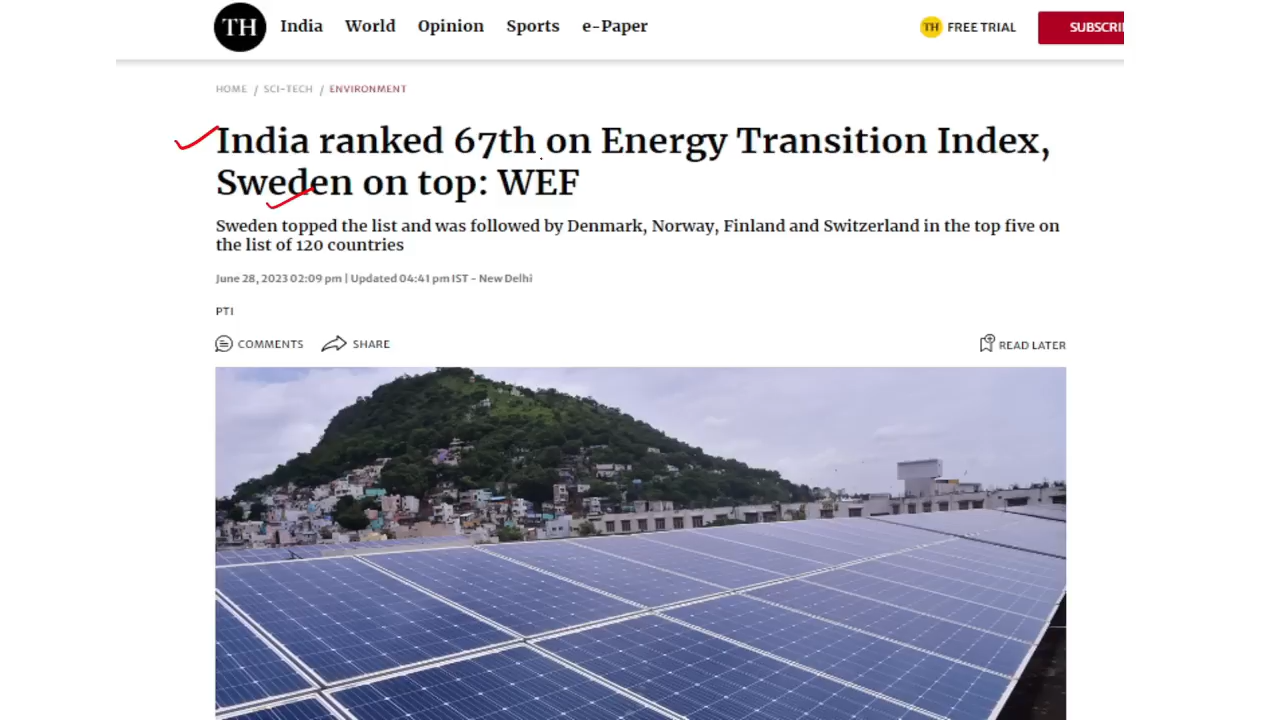 TH India World Opinion Sports e-Paper TH FREE TRIAL SUBSCRI
HOME / SCI-TECH / ENVIRONMENT
India ranked 67th on Energy Transition Index,
Sweden on top: WEF
Sweden topped the list and was followed by Denmark, Norway, Finland and Switzerland in the top five on
the list of 120 countries
June 28, 2023 02:09 pm | Updated 04:41 pm IST - New Delhi
PTI
COMMENTS SHARE READ LATER